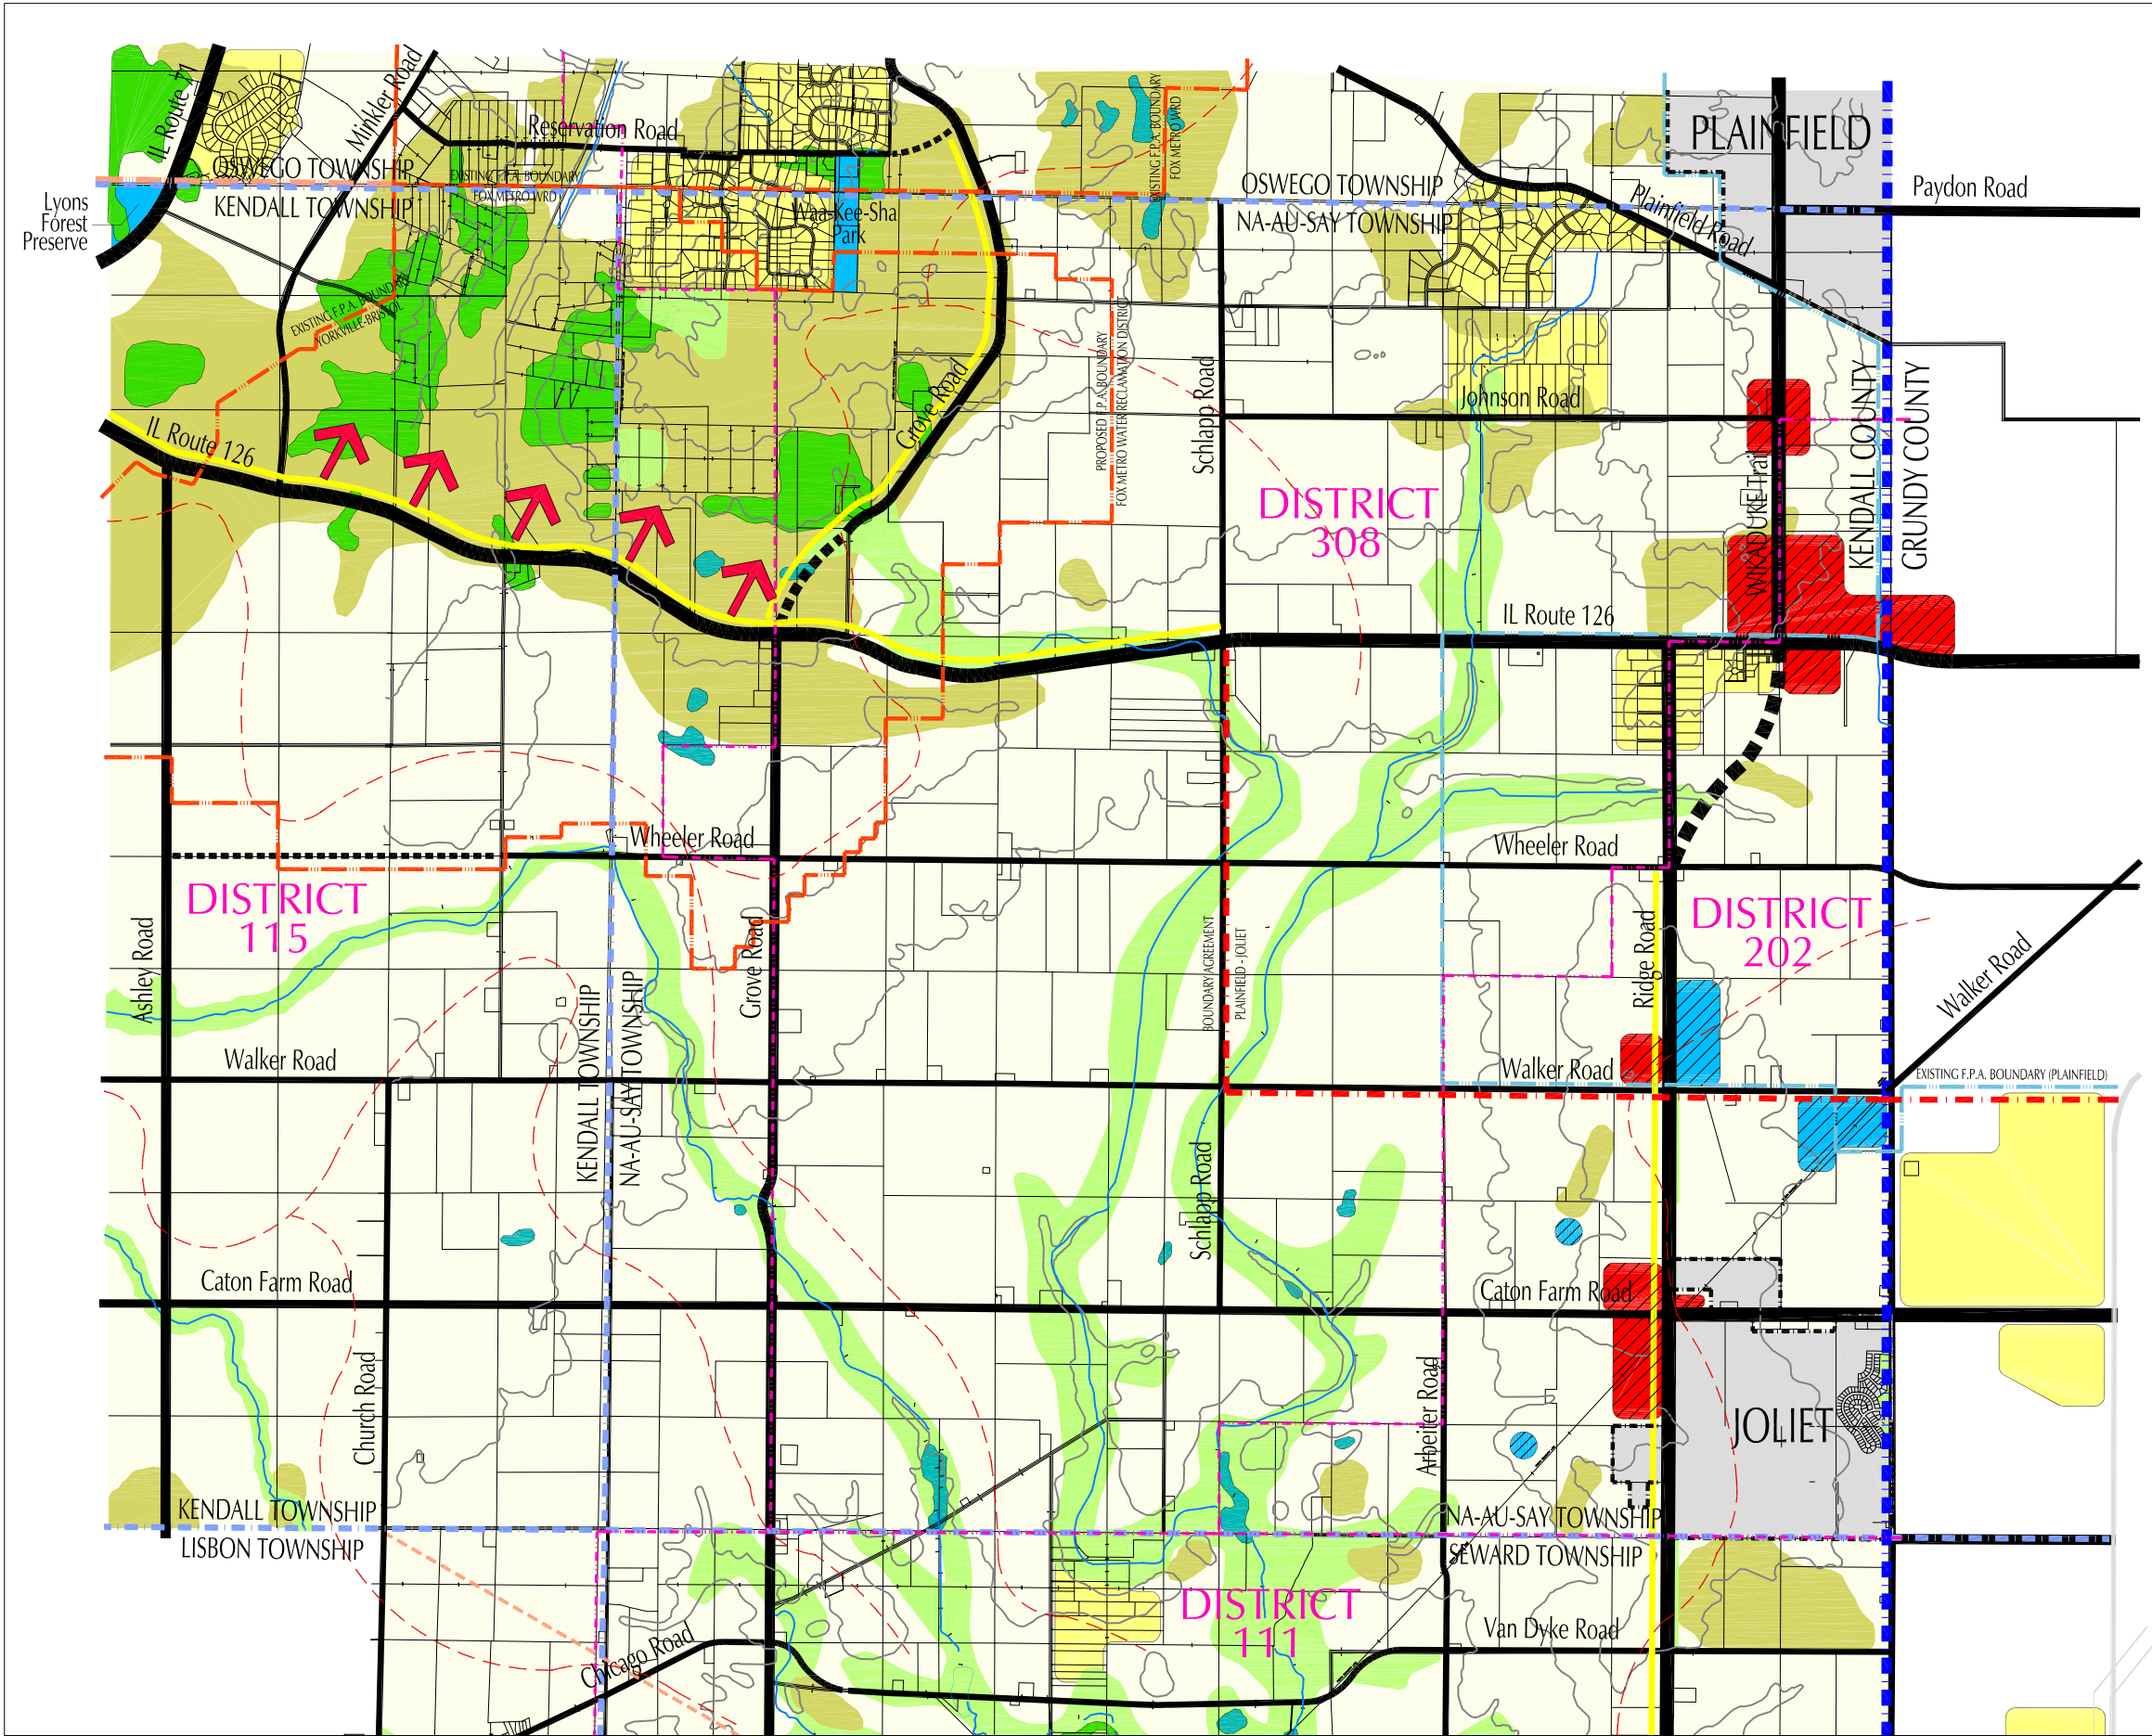 IL Route 71
Minkler Road
Reservation Road
PLAINFIELD
OSWEGO TOWNSHIP
KENDALL TOWNSHIP
EXISTING F.P.A. BOUNDARY
FOX METRO WRD
EXISTING F.P.A. BOUNDARY
FOX METRO WRD
OSWEGO TOWNSHIP
NA-AU-SAY TOWNSHIP
Plainfield Road
Paydon Road
Lyons
Forest
Preserve
Waa-Kee-Sha
Park
EXISTING F.P.A. BOUNDARY
YORKVILLE-BRISTOL
PROPOSED F.P.A. BOUNDARY
FOX METRO WATER RECLAMATION DISTRICT
Schlapp Road
Grove Road
Johnson Road
KENDALL COUNTY
GRUNDY COUNTY
IL Route 126
DISTRICT
308
WIKADUKE Trail
IL Route 126
Wheeler Road
Wheeler Road
DISTRICT
115
DISTRICT
202
Ashley Road
Grove Road
BOUNDARY AGREEMENT
PLAINFIELD - JOLIET
Ridge Road
Walker Road
KENDALL TOWNSHIP
NA-AU-SAY TOWNSHIP
Walker Road
Walker Road
EXISTING F.P.A. BOUNDARY (PLAINFIELD)
Schlapp Road
Caton Farm Road
Caton Farm Road
Church Road
Arbeiter Road
JOLIET
KENDALL TOWNSHIP
LISBON TOWNSHIP
NA-AU-SAY TOWNSHIP
SEWARD TOWNSHIP
DISTRICT
111
Van Dyke Road
Chicago Road